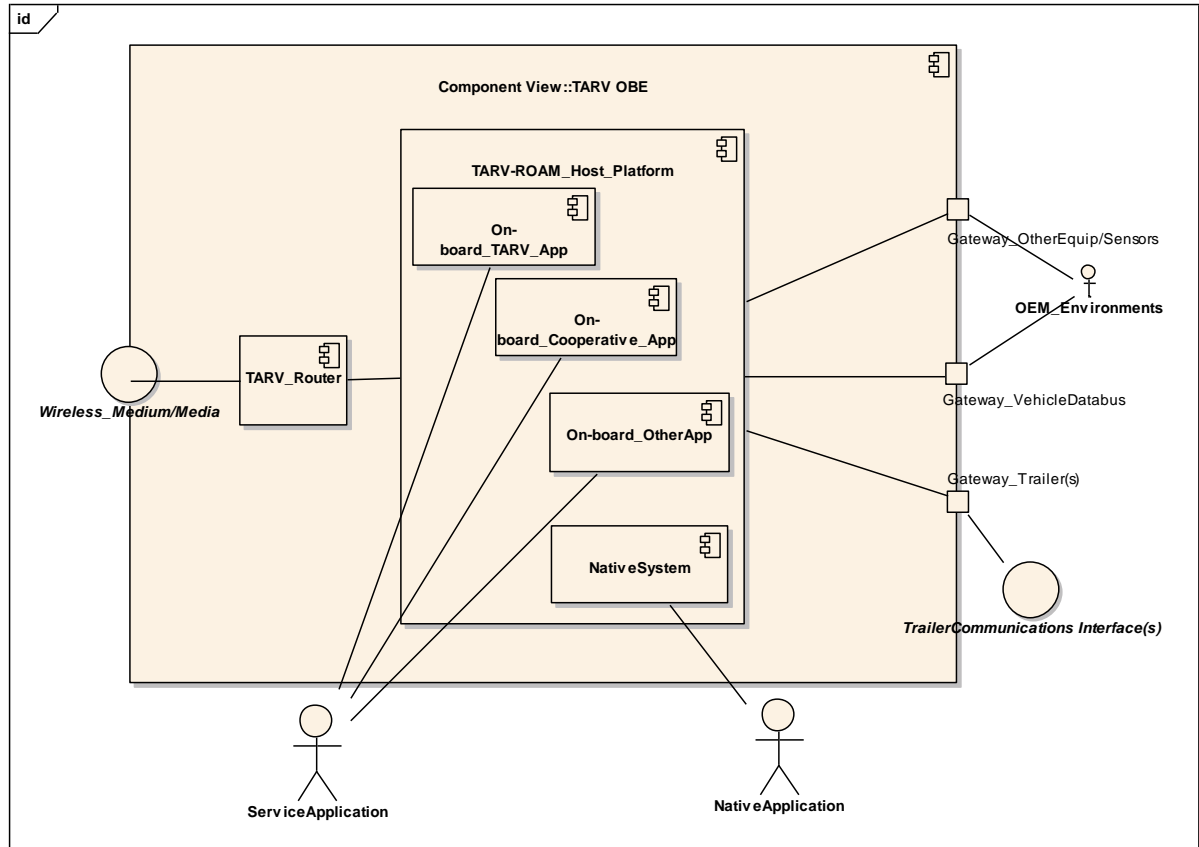 id
Component View::TARV OBE
TARV-ROAM_Host_Platform
On-
board_TARV_App
On-
board_Cooperative_App
Gateway_OtherEquip/Sensors
OEM_Environments
TARV_Router
Wireless_Medium/Media
Gateway_VehicleDatabus
On-board_OtherApp
Gateway_Trailer(s)
NativeSystem
TrailerCommunications Interface(s)
ServiceApplication
NativeApplication